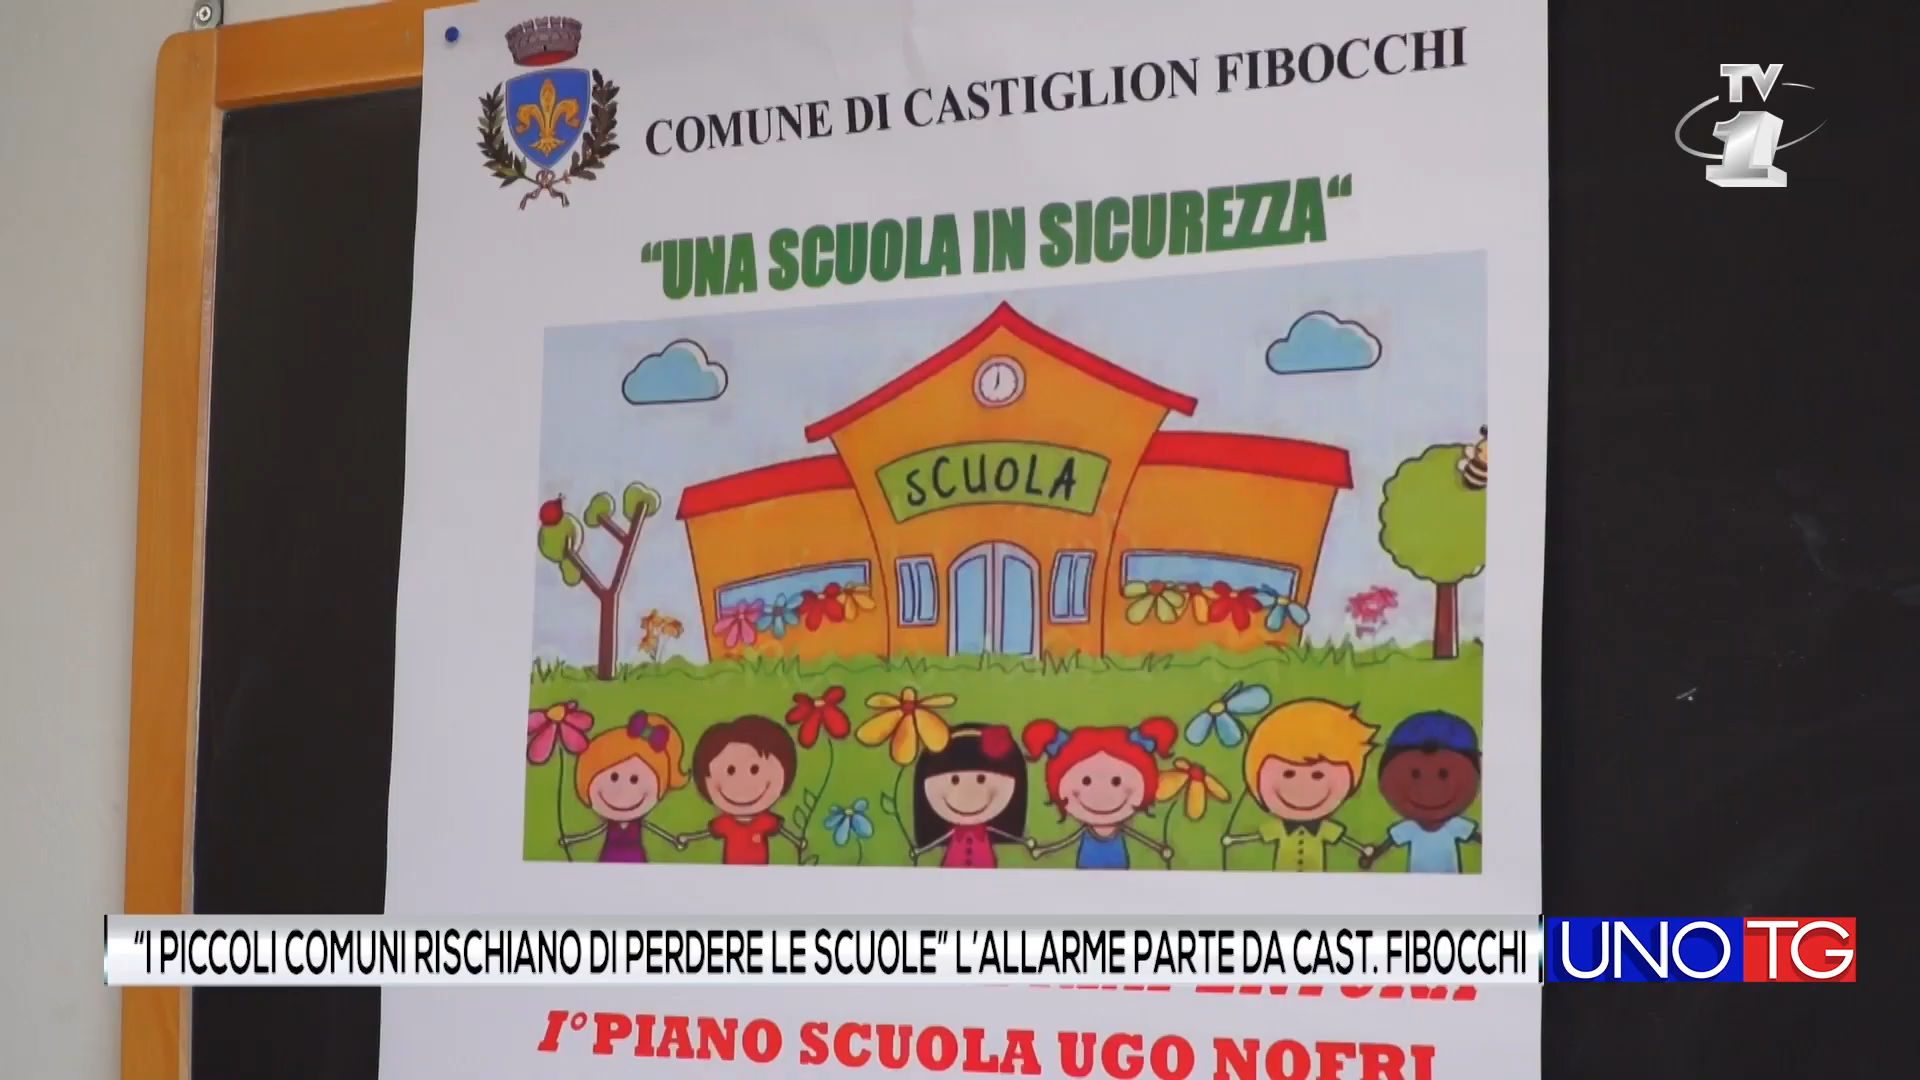 COMUNE DI CASTIGLION FIBOCCHI
TV
1
“UNA SCUOLA IN SICUREZZA“
SCUOLA
“I PICCOLI COMUNI RISCHIANO DI PERDERE LE SCUOLE” L’ALLARME PARTE DA CAST. FIBOCCHI
UNO TG
I° PIANO SCUOLA UGO NOFRI